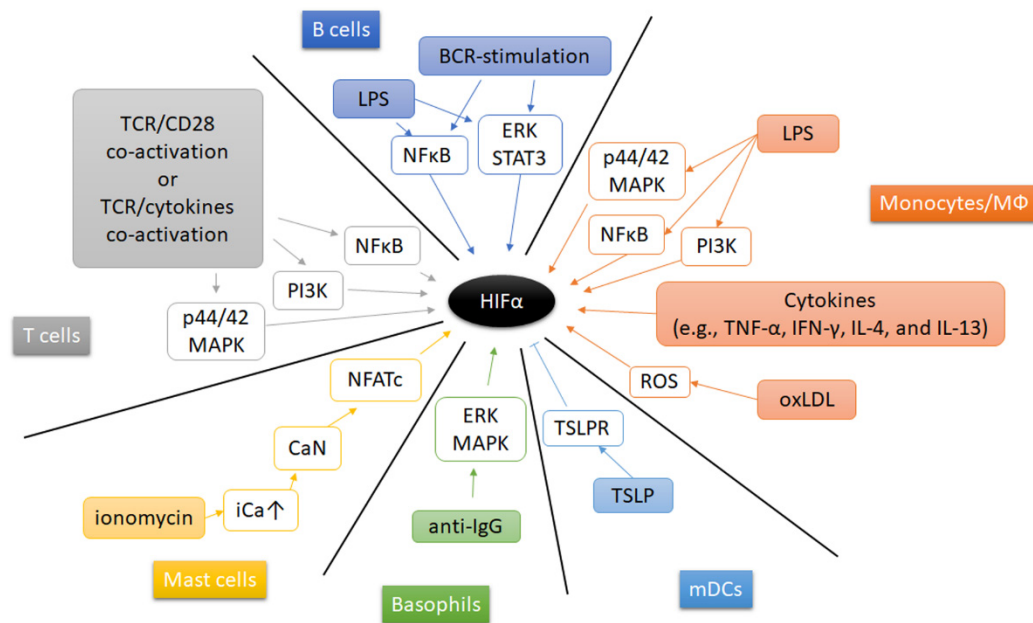 B cells
BCR-stimulation
LPS
NFκB
ERK
STAT3
TCR/CD28
co-activation
or
TCR/cytokines
co-activation
NFκB
PI3K
p44/42
MAPK
T cells
LPS
p44/42
MAPK
NFκB
PI3K
Monocytes/MΦ
HIFα
Cytokines
(e.g., TNF-α, IFN-γ, IL-4, and IL-13)
ROS
oxLDL
NFATc
CaN
iCa↑
ionomycin
Mast cells
ERK
MAPK
anti-IgG
Basophils
TSLPR
TSLP
mDCs